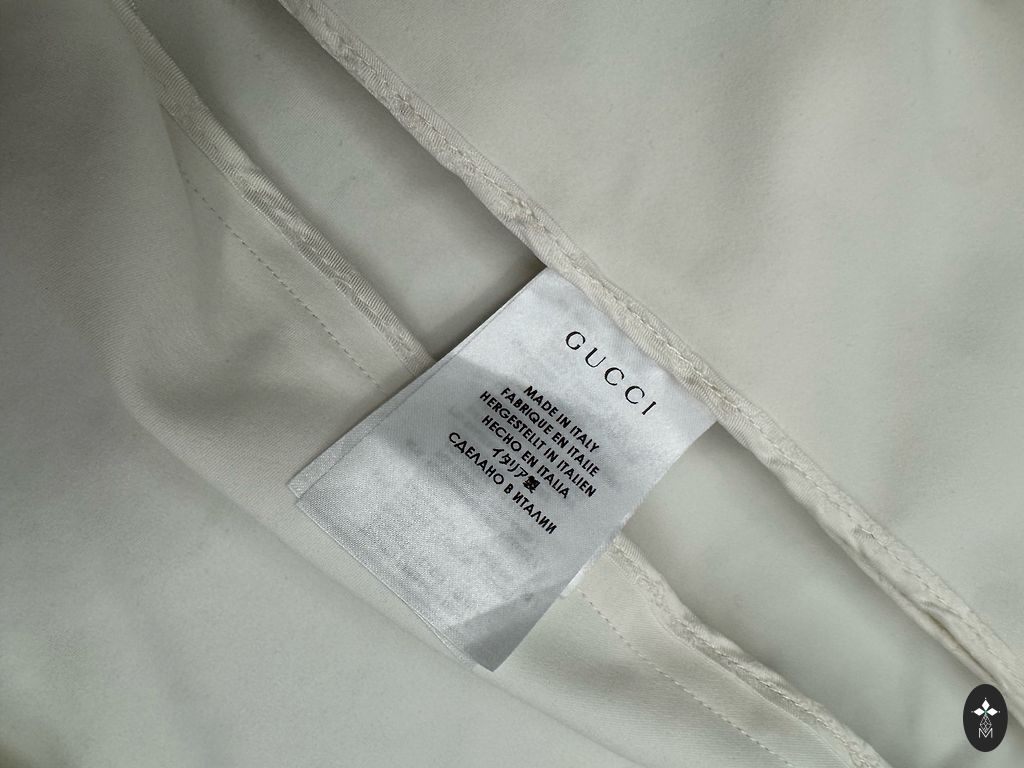 GUCCI
MADE IN ITALY
FABRIQUE EN ITALIE
HERGESTELLT IN ITALIEN
HECHO EN ITALIA
イタリア製
СДЕЛАНО В ИТАЛИИ
M